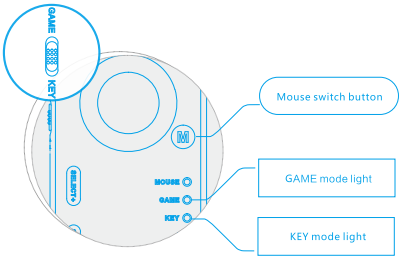 GAME
KEY
M
Mouse switch button
SELECT+
MOUSE
GAME
KEY
GAME mode light
KEY mode light